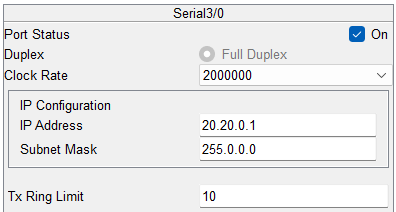 Serial3/0
Port Status On
Duplex Full Duplex
Clock Rate 2000000
IP Configuration
IP Address 20.20.0.1
Subnet Mask 255.0.0.0
Tx Ring Limit 10